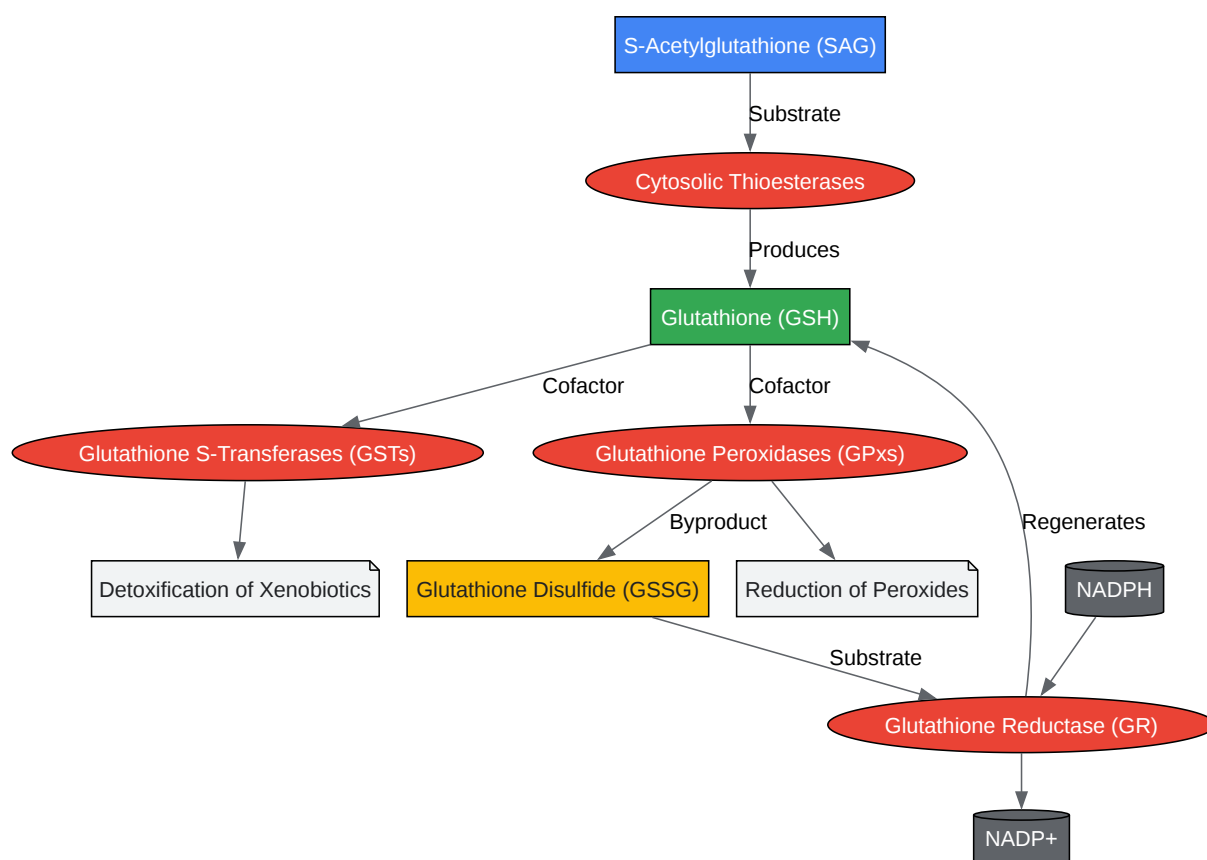 S-Acetylglutathione (SAG)
Substrate
Cytosolic Thioesterases
Produces
Glutathione (GSH)
Cofactor
Cofactor
Glutathione S-Transferases (GSTs)
Glutathione Peroxidases (GPxs)
Byproduct
Regenerates
Detoxification of Xenobiotics
Glutathione Disulfide (GSSG)
Reduction of Peroxides
NADPH
Substrate
Glutathione Reductase (GR)
NADP+